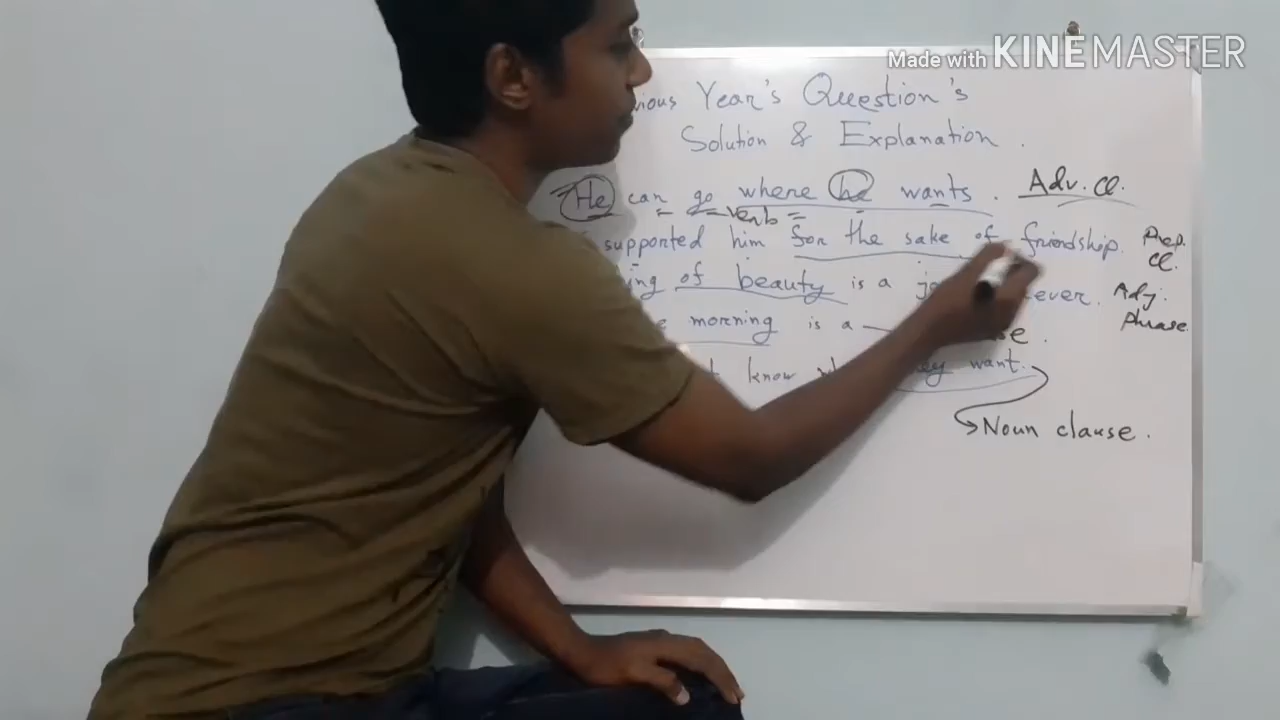 Made with KINEMASTER
Year's Question's
Solution & Explanation.
He can go where he wants. Adv. Cl.
verb
supported him for the sake of friendship. Prep. Cl.
of beauty is a ever. Adj. Phrase
morning is a
know want.
Noun clause.